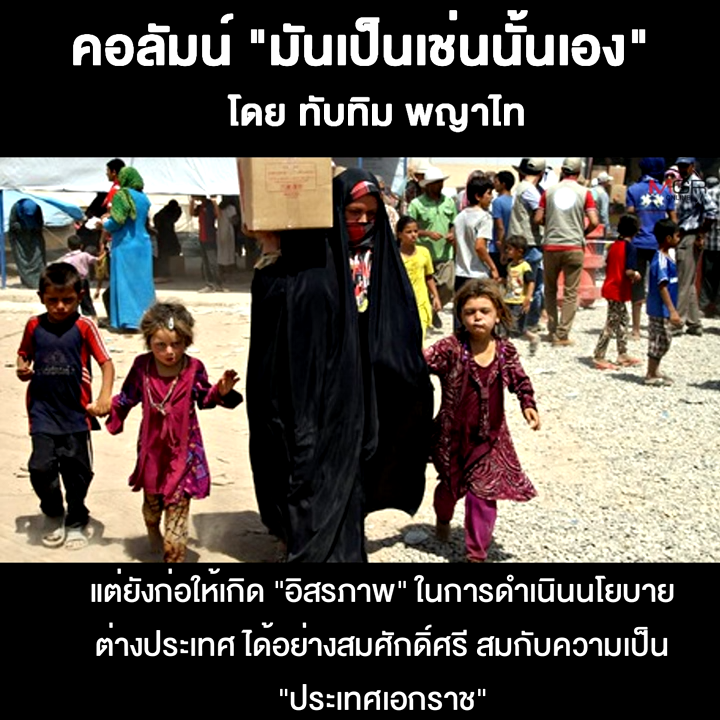 คอลัมน์ "มันเป็นเช่นนั้นเอง"
โดย ทับทิม พญาไท
แต่ยังก่อให้เกิด "อิสรภาพ" ในการดำเนินนโยบาย
ต่างประเทศ ได้อย่างสมศักดิ์ศรี สมกับความเป็น
"ประเทศเอกราช"